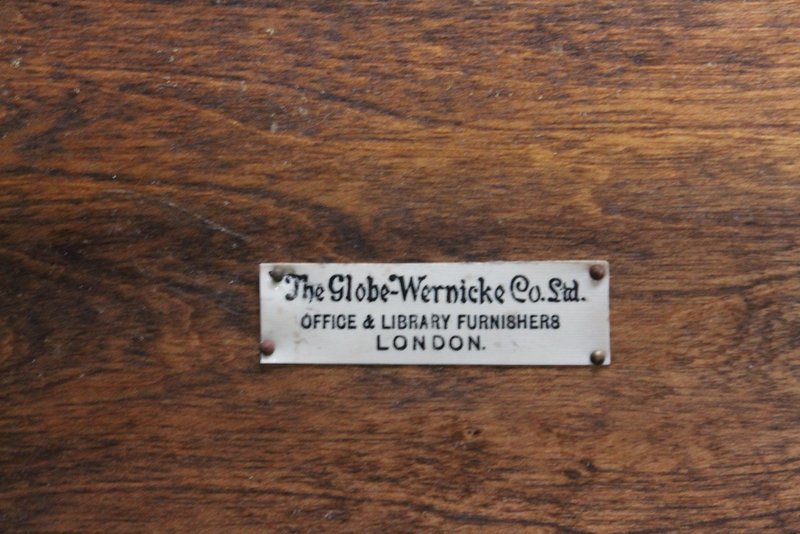 The Globe-Wernicke Co. Ltd.
OFFICE & LIBRARY FURNISHERS
LONDON.